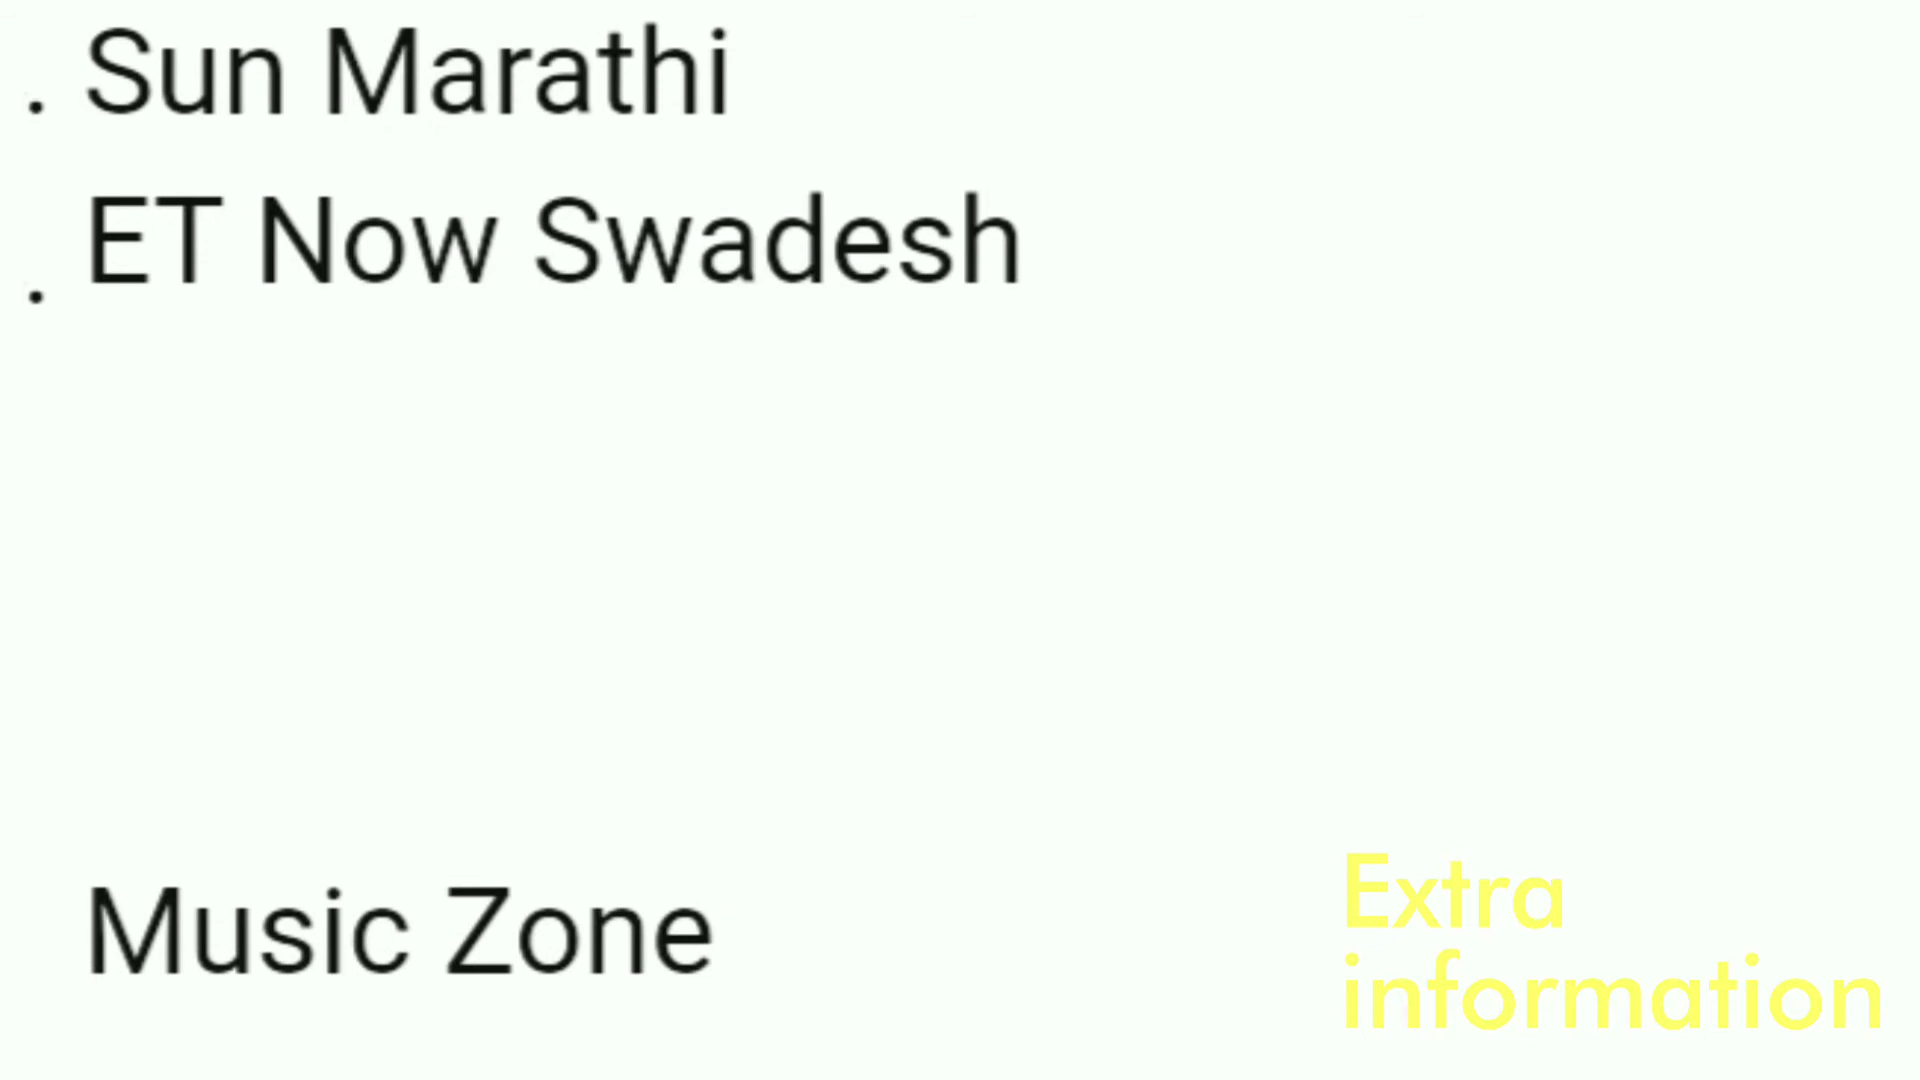 . Sun Marathi
. ET Now Swadesh
Music Zone
Extra
information